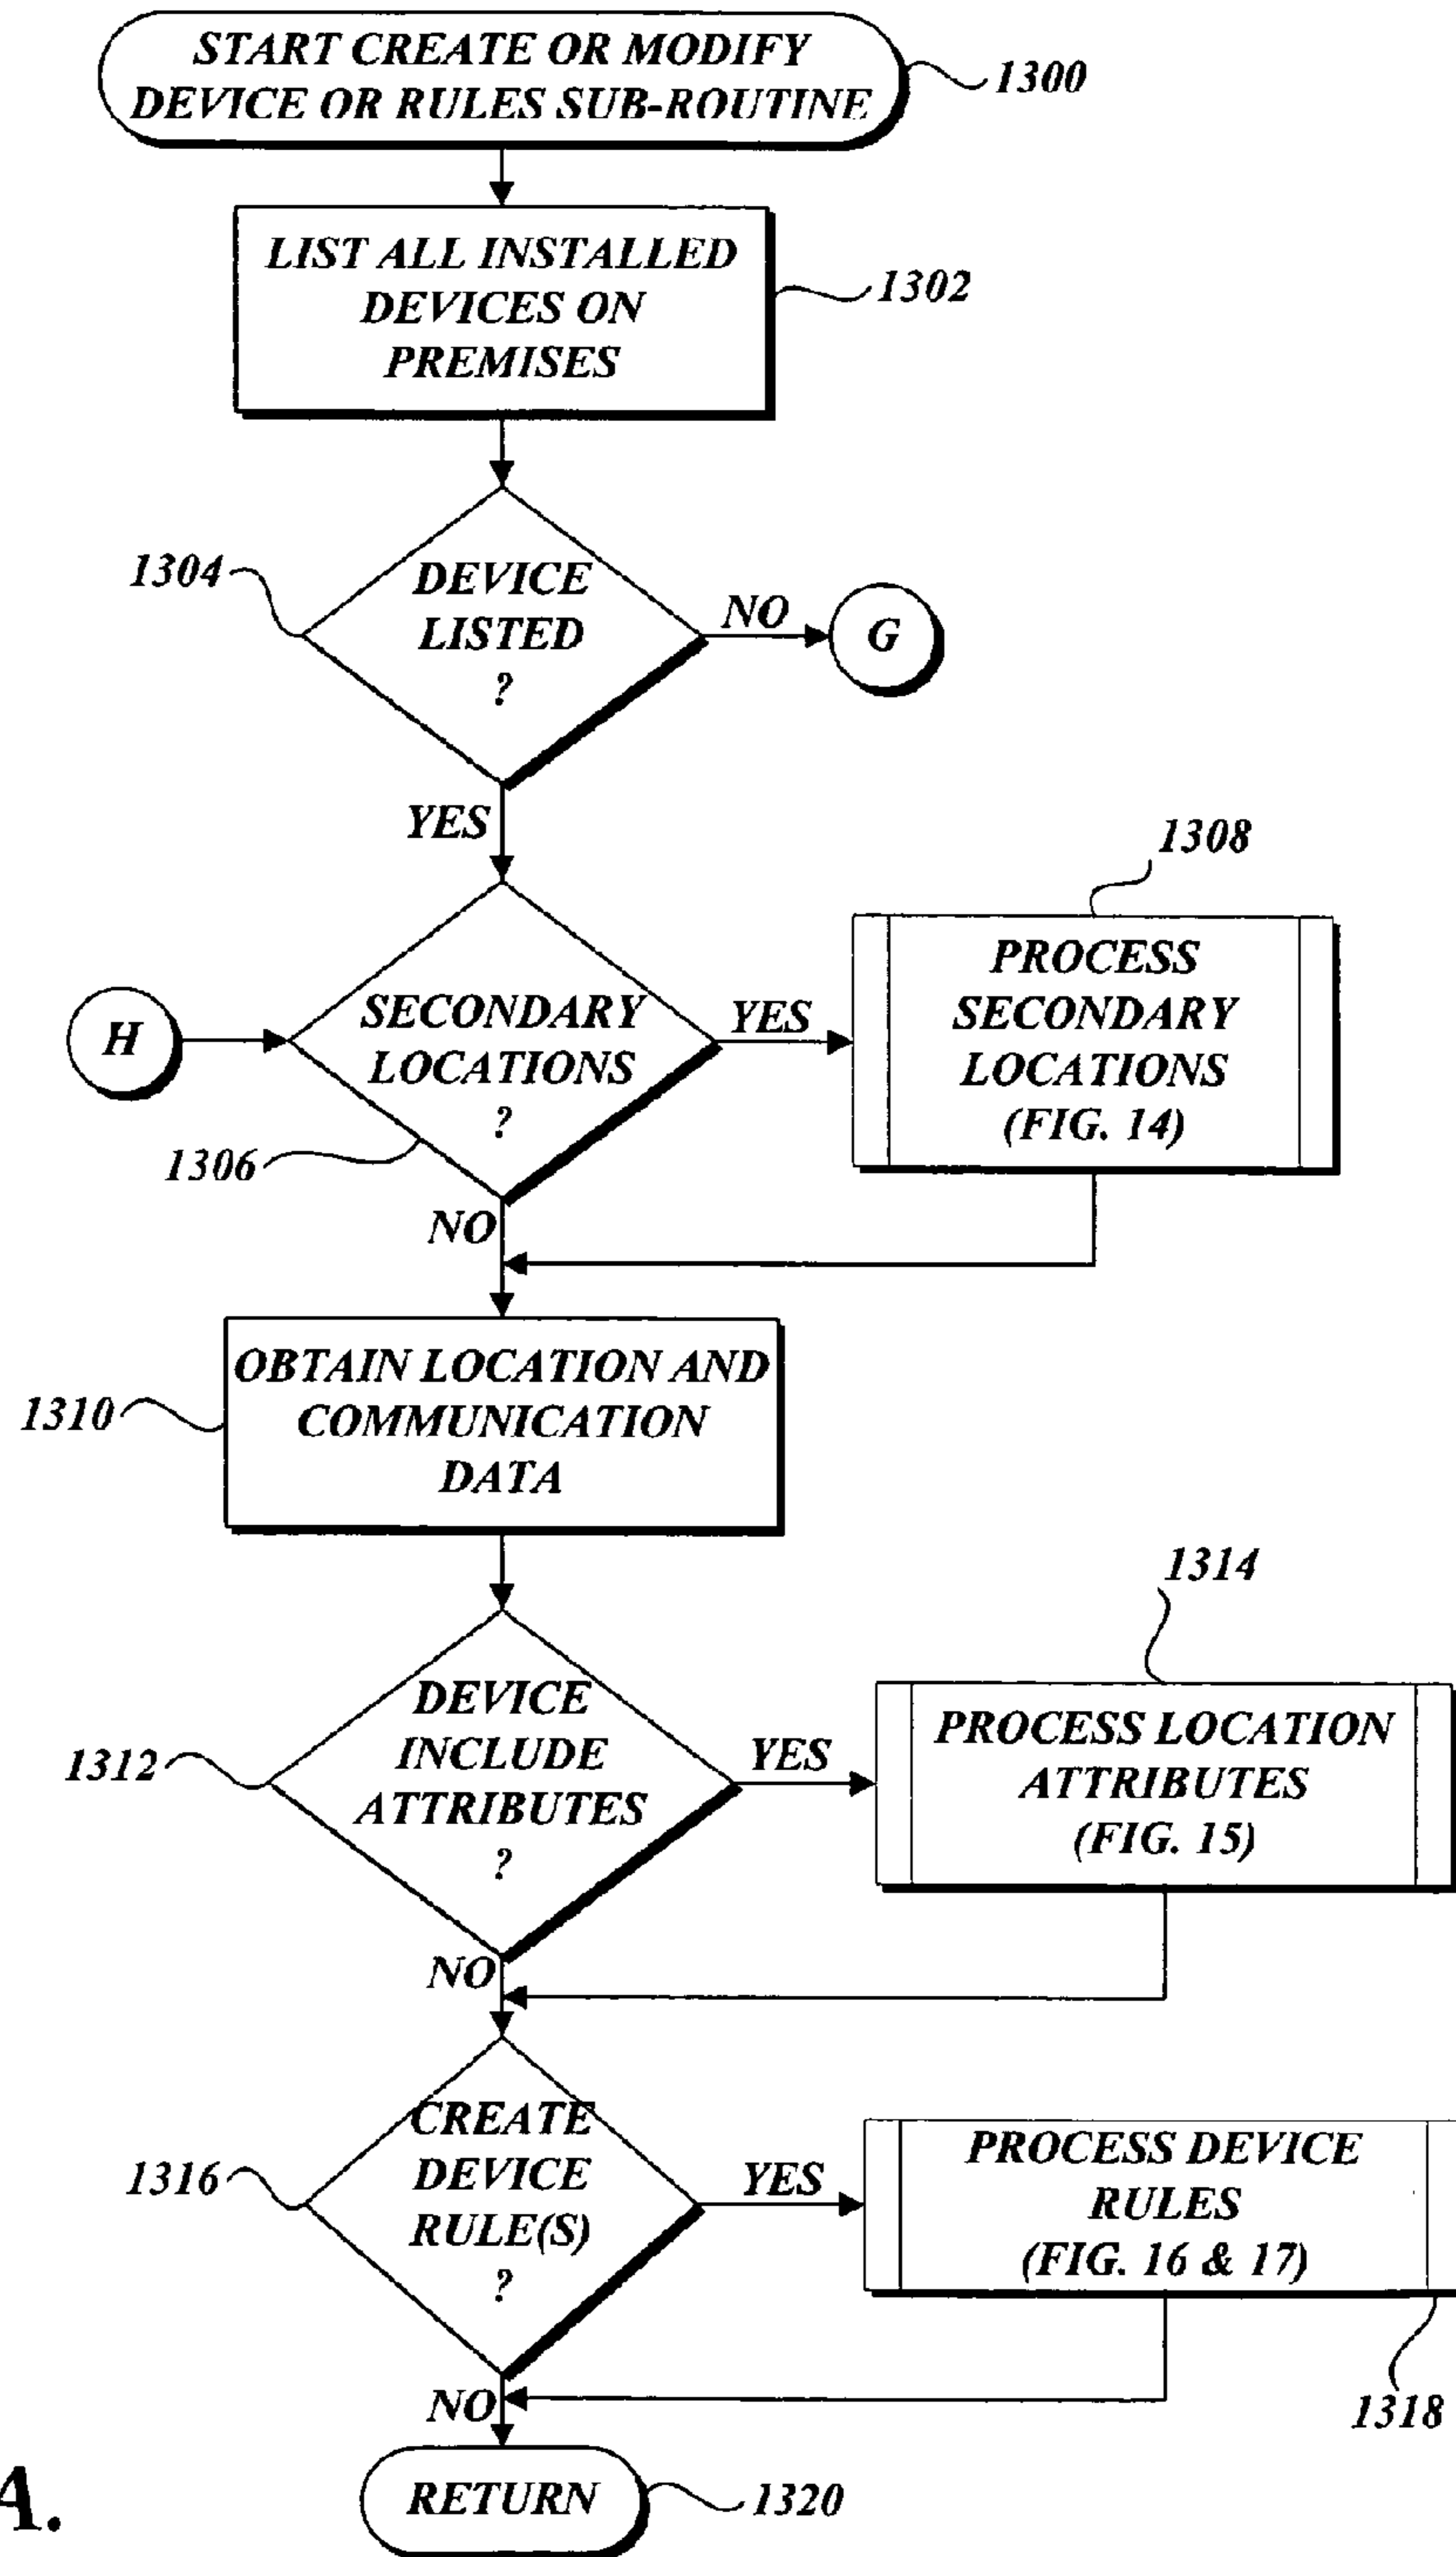 START CREATE OR MODIFY
DEVICE OR RULES SUB-ROUTINE
1300
LIST ALL INSTALLED
DEVICES ON
PREMISES
1302
1304
DEVICE
LISTED
?
NO
G
YES
1308
H
SECONDARY
LOCATIONS
?
1306
YES
PROCESS
SECONDARY
LOCATIONS
(FIG. 14)
NO
1310
OBTAIN LOCATION AND
COMMUNICATION
DATA
1314
1312
DEVICE
INCLUDE
ATTRIBUTES
?
YES
PROCESS LOCATION
ATTRIBUTES
(FIG. 15)
NO
1316
CREATE
DEVICE
RULE(S)
?
YES
PROCESS DEVICE
RULES
(FIG. 16 & 17)
1318
NO
RETURN
1320
A.